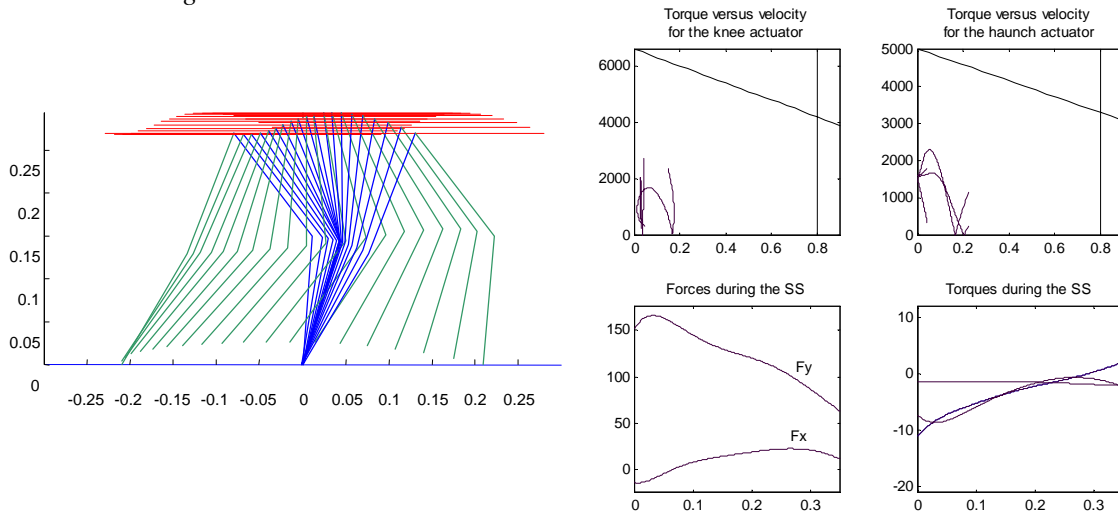 g
0.25
0.2
0.15
0.1
0.05
0
-0.25 -0.2 -0.15 -0.1 -0.05 0 0.05 0.1 0.15 0.2 0.25
Torque versus velocity
for the knee actuator
6000
4000
2000
0
0 0.2 0.4 0.6 0.8
Torque versus velocity
for the haunch actuator
5000
4000
3000
2000
1000
0
0 0.2 0.4 0.6 0.8
Forces during the SS
150
100
50
0
Fy
Fx
0 0.1 0.2 0.3
Torques during the SS
10
0
-10
-20
0 0.1 0.2 0.3